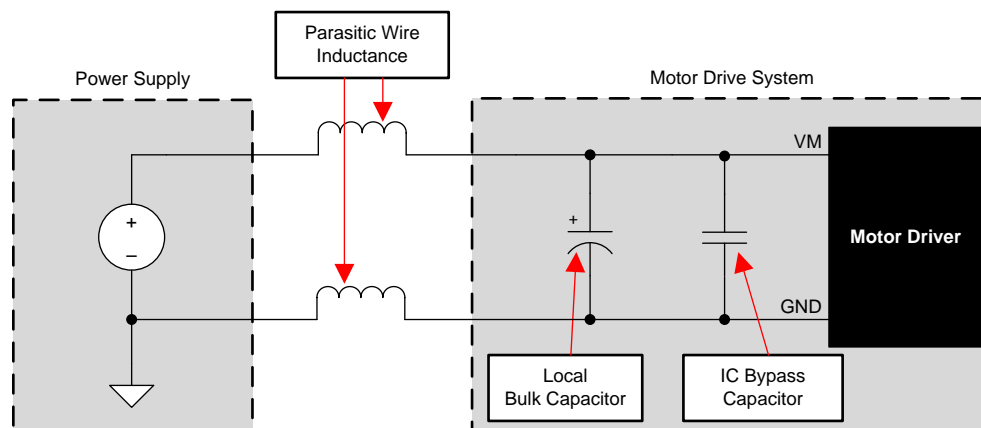 Parasitic Wire
Inductance
Power Supply
Motor Drive System
VM
+
–
+
Motor Driver
GND
Local
Bulk Capacitor
IC Bypass
Capacitor